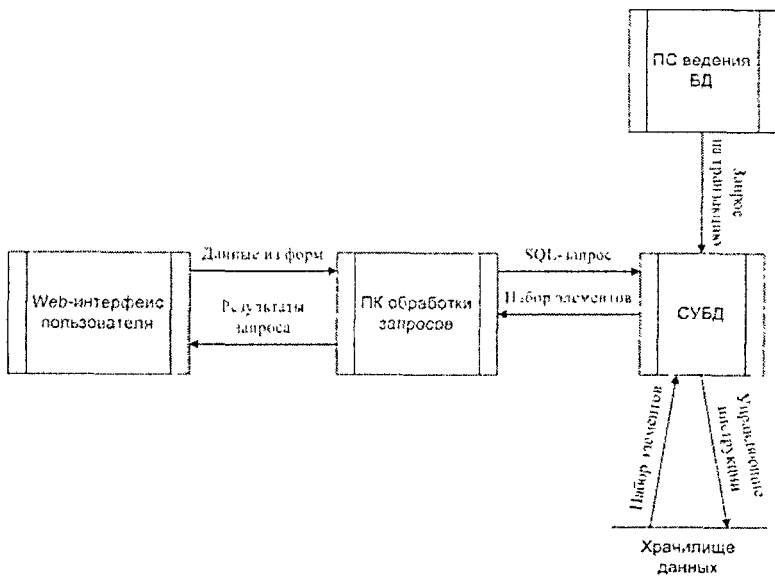 ПС ведения
БД
Запрос
на транзакцию
Данные из форм
SQL-запрос
Web-интерфейс
пользователя
Результаты
запроса
ПК обработки
запросов
Набор элементов
СУБД
Набор элементов
Управляющие
инструкции
Хранилище
данных